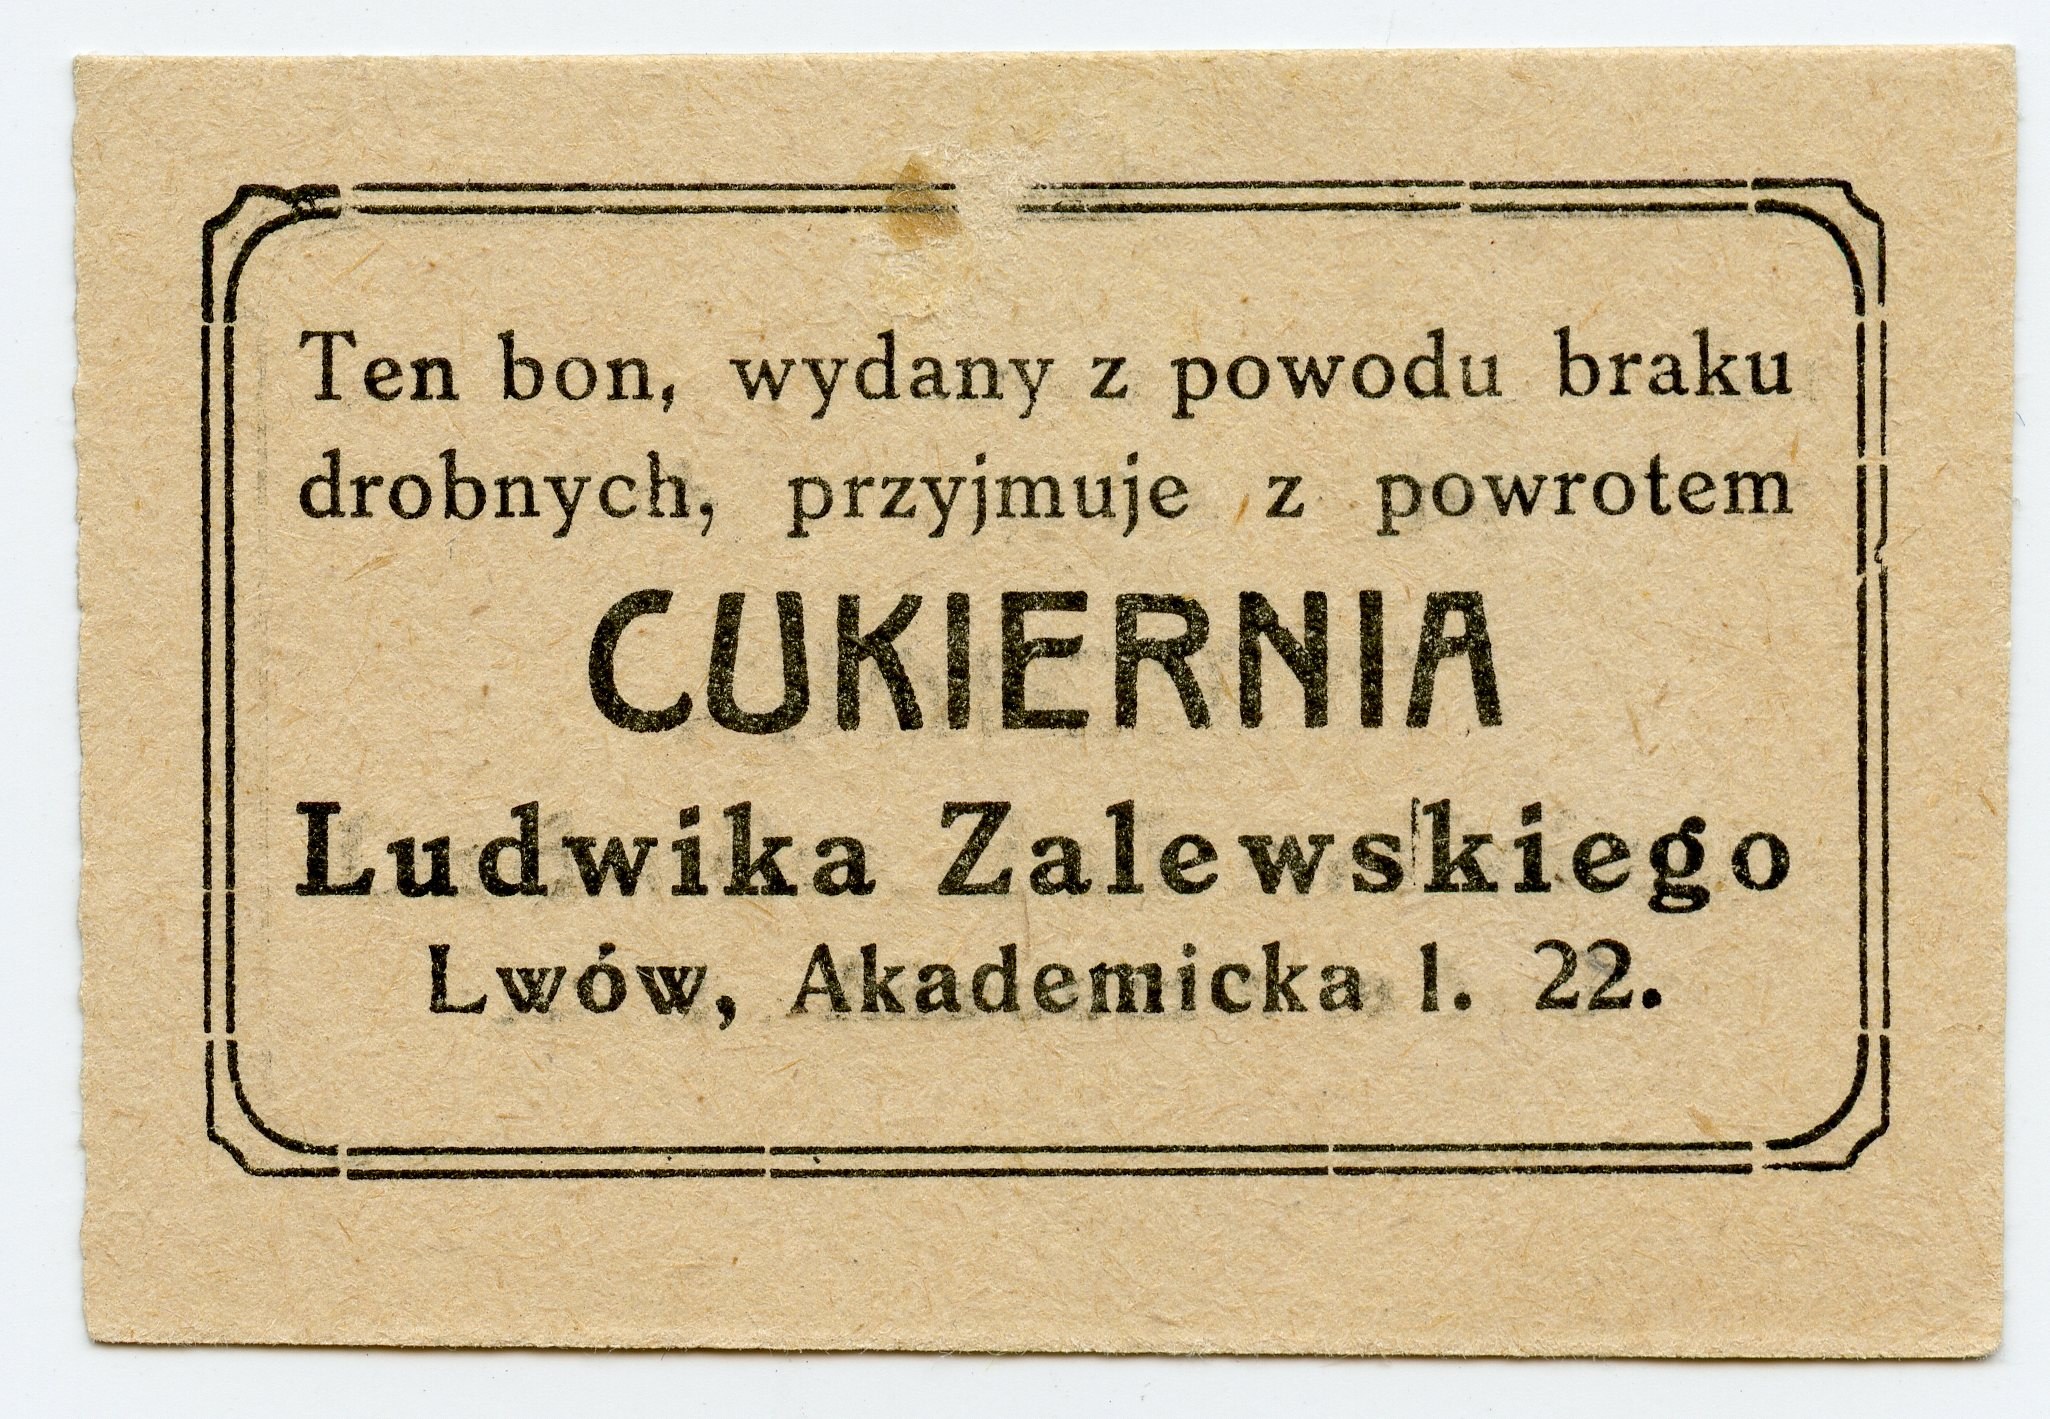 Ten bon, wydany z powodu braku
drobnych, przyjmuje z powrotem
CUKIERNIA
Ludwika Zalewskiego
Lwów, Akademicka l. 22.